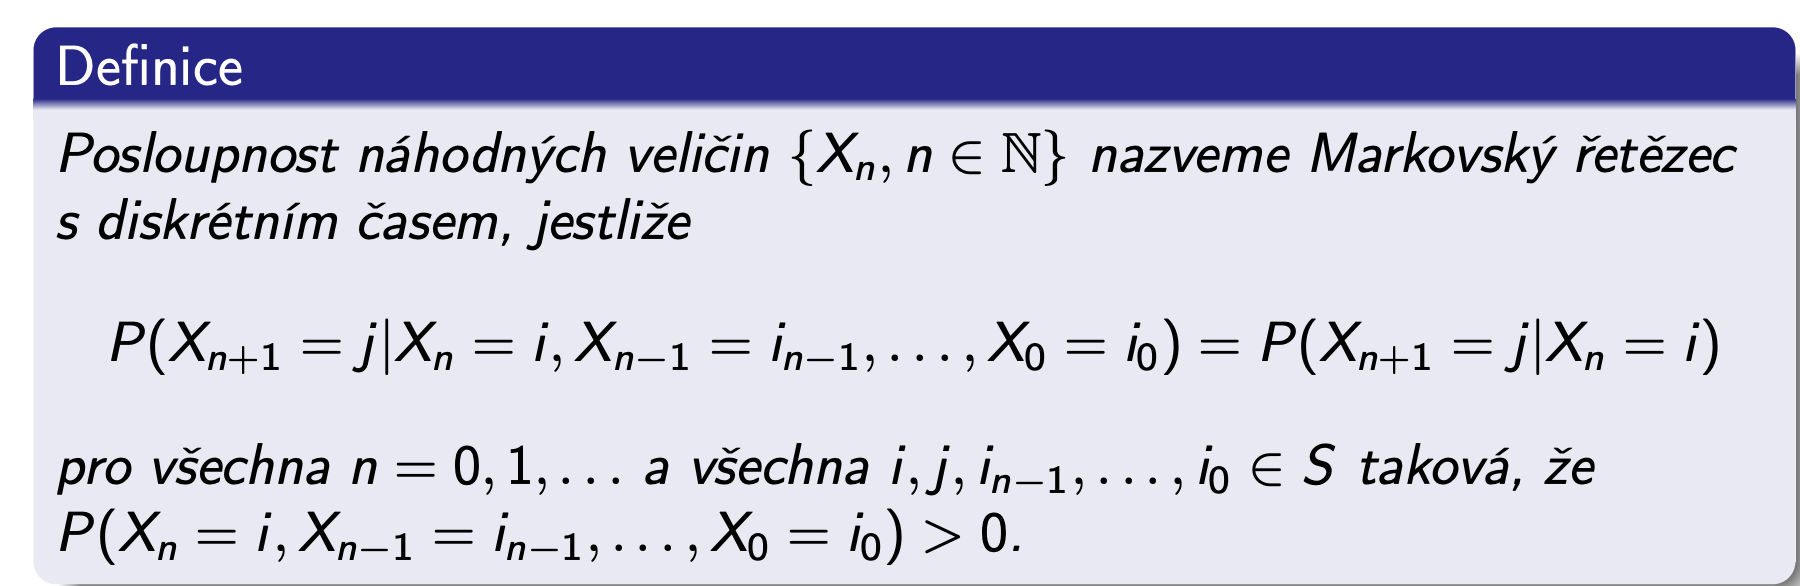 Definice
Posloupnost náhodných veličin {Xₙ, n ∈ ℕ} nazveme Markovský řetězec
s diskrétním časem, jestliže
P(Xₙ₊₁ = j|Xₙ = i, Xₙ₋₁ = iₙ₋₁, . . . , X₀ = i₀) = P(Xₙ₊₁ = j|Xₙ = i)
pro všechna n = 0, 1, . . . a všechna i, j, iₙ₋₁, . . . , i₀ ∈ S taková, že
P(Xₙ = i, Xₙ₋₁ = iₙ₋₁, . . . , X₀ = i₀) > 0.